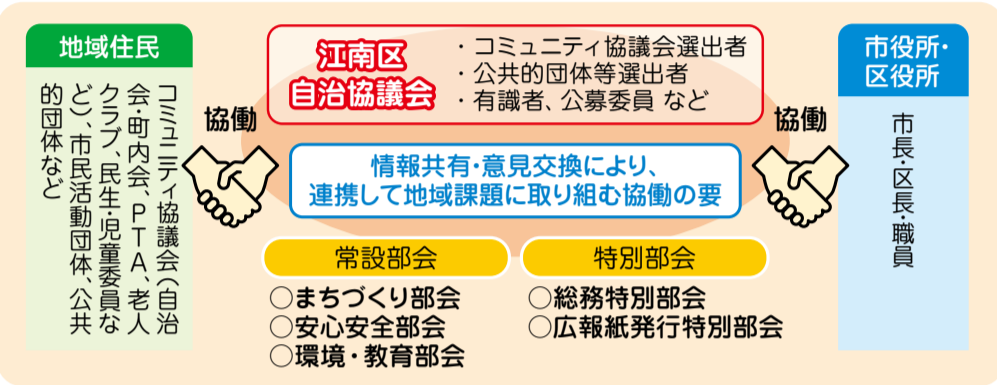 地域住民
コミュニティ協議会（自治
会・町内会、ＰＴＡ、老人
クラブ、民生・児童委員な
ど）、市民活動団体、公共
的団体など
協働
江南区
自治協議会
・コミュニティ協議会選出者
・公共的団体等選出者
・有識者、公募委員 など
情報共有・意見交換により、
連携して地域課題に取り組む協働の要
常設部会
○まちづくり部会
○安心安全部会
○環境・教育部会
特別部会
○総務特別部会
○広報紙発行特別部会
協働
市役所・
区役所
市長・区長・職員